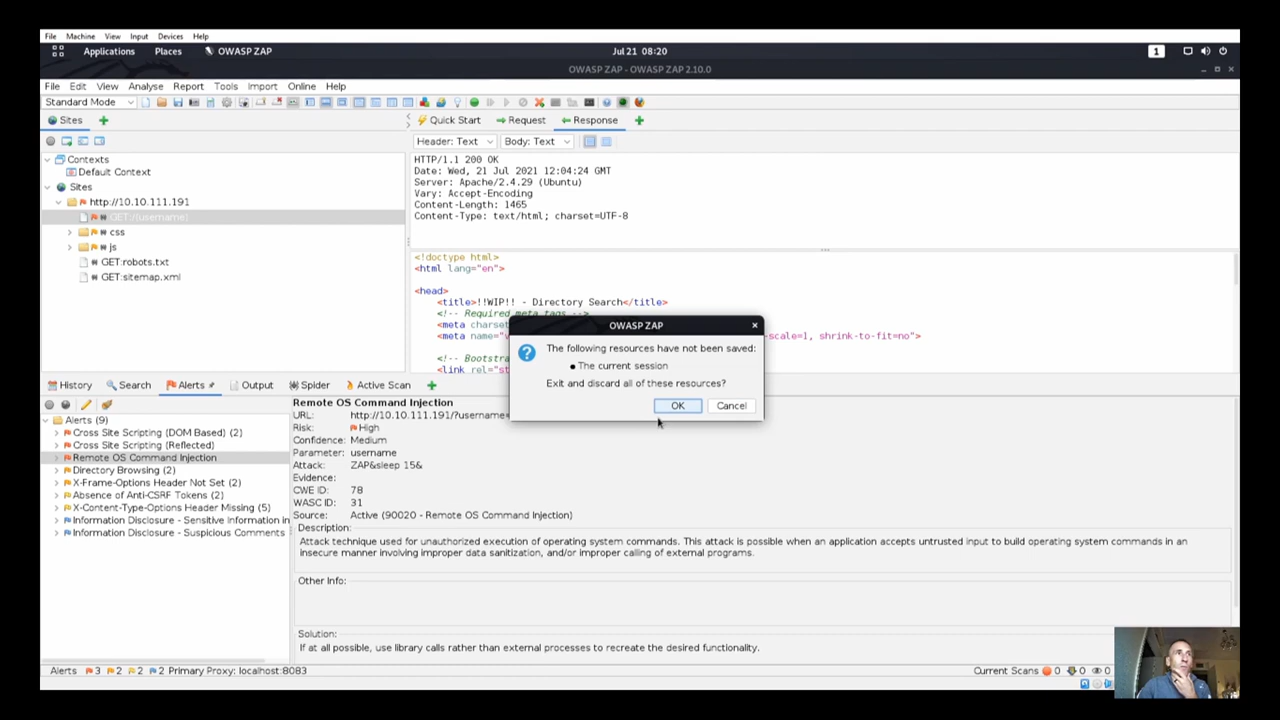 File Machine View Input Devices Help
Applications Places OWASP ZAP Jul 21 08:20 1
OWASP ZAP - OWASP ZAP 2.10.0
File Edit View Analyse Report Tools Import Online Help
Standard Mode
Sites
Quick Start Request Response
Header: Text Body: Text
Contexts
Default Context
Sites
http://10.10.111.191
GET:/(username)
css
js
GET:robots.txt
GET:sitemap.xml
HTTP/1.1 200 OK
Date: Wed, 21 Jul 2021 12:04:24 GMT
Server: Apache/2.4.29 (Ubuntu)
Vary: Accept-Encoding
Content-Length: 1465
Content-Type: text/html; charset=UTF-8
<!doctype html>
<html lang="en">
<head>
<title>!!WIP!! - Directory Search</title>
<!-- Required meta tags -->
<meta charset
<meta name="v -scale=1, shrink-to-fit=no">
<!-- Bootstra
<link rel="st
OWASP ZAP
The following resources have not been saved:
The current session
Exit and discard all of these resources?
OK Cancel
History Search Alerts Output Spider Active Scan
Alerts (9)
Cross Site Scripting (DOM Based) (2)
Cross Site Scripting (Reflected)
Remote OS Command Injection
Directory Browsing (2)
X-Frame-Options Header Not Set (2)
Absence of Anti-CSRF Tokens (2)
X-Content-Type-Options Header Missing (5)
Information Disclosure - Sensitive Information in
Information Disclosure - Suspicious Comments
Remote OS Command Injection
URL: http://10.10.111.191/?username=
Risk: High
Confidence: Medium
Parameter: username
Attack: ZAP&sleep 15&
Evidence:
CWE ID: 78
WASC ID: 31
Source: Active (90020 - Remote OS Command Injection)
Description:
Attack technique used for unauthorized execution of operating system commands. This attack is possible when an application accepts untrusted input to build operating system commands in an
insecure manner involving improper data sanitization, and/or improper calling of external programs.
Other Info:
Solution:
If at all possible, use library calls rather than external processes to recreate the desired functionality.
Alerts 3 2 2 2 Primary Proxy: localhost:8083 Current Scans 0 0 0